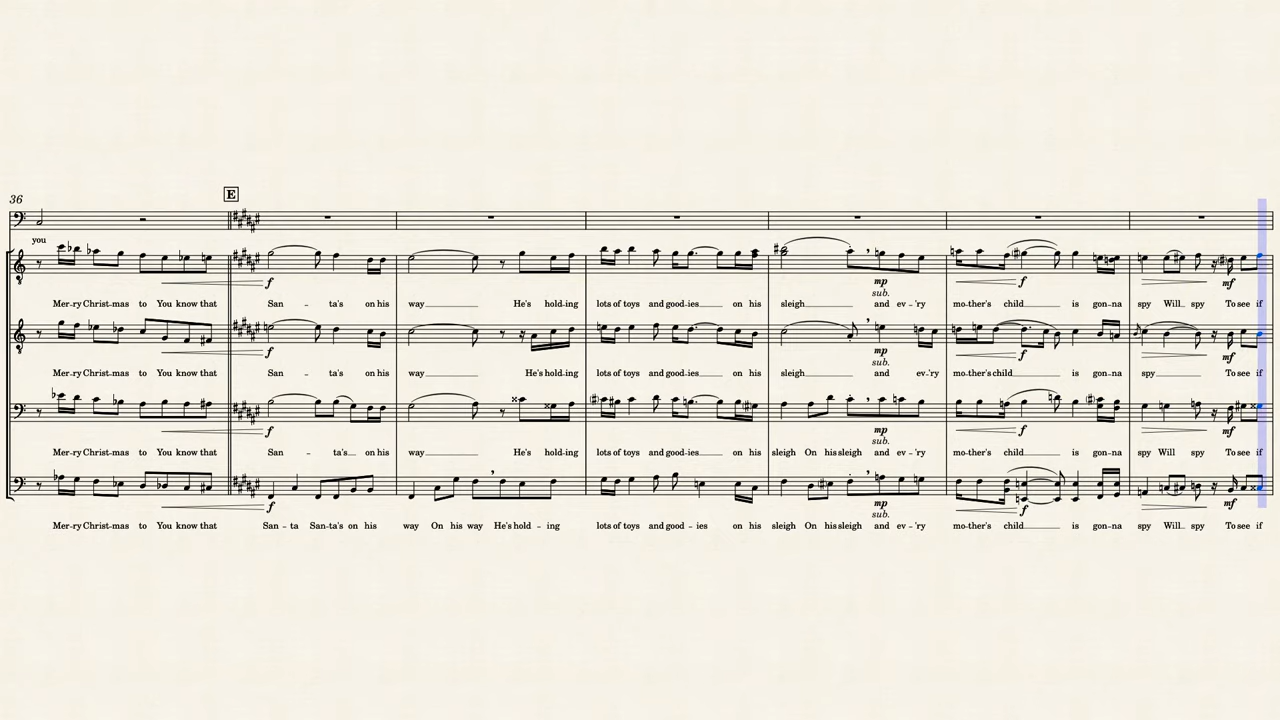 36
E
you
f mp sub. f mf
Mer-ry Christ-mas to You know that San - ta's on his way He's hold-ing lots of toys and good-ies on his sleigh and ev-'ry mo-ther's child is gon-na spy Will spy To see if
f mp sub. f mf
Mer-ry Christ-mas to You know that San - ta's on his way He's hold-ing lots of toys and good-ies on his sleigh and ev-'ry mo-ther's child is gon-na spy To see if
f mp sub. f mf
Mer-ry Christ-mas to You know that San - ta's on his way He's hold-ing lots of toys and good-ies on his sleigh On his sleigh and ev-'ry mo-ther's child is gon-na spy Will spy To see if
f mp sub. f mf
Mer-ry Christ-mas to You know that San - ta San-ta's on his way On his way He's hold - ing lots of toys and good-ies on his sleigh On his sleigh and ev-'ry mo-ther's child is gon-na spy Will spy To see if